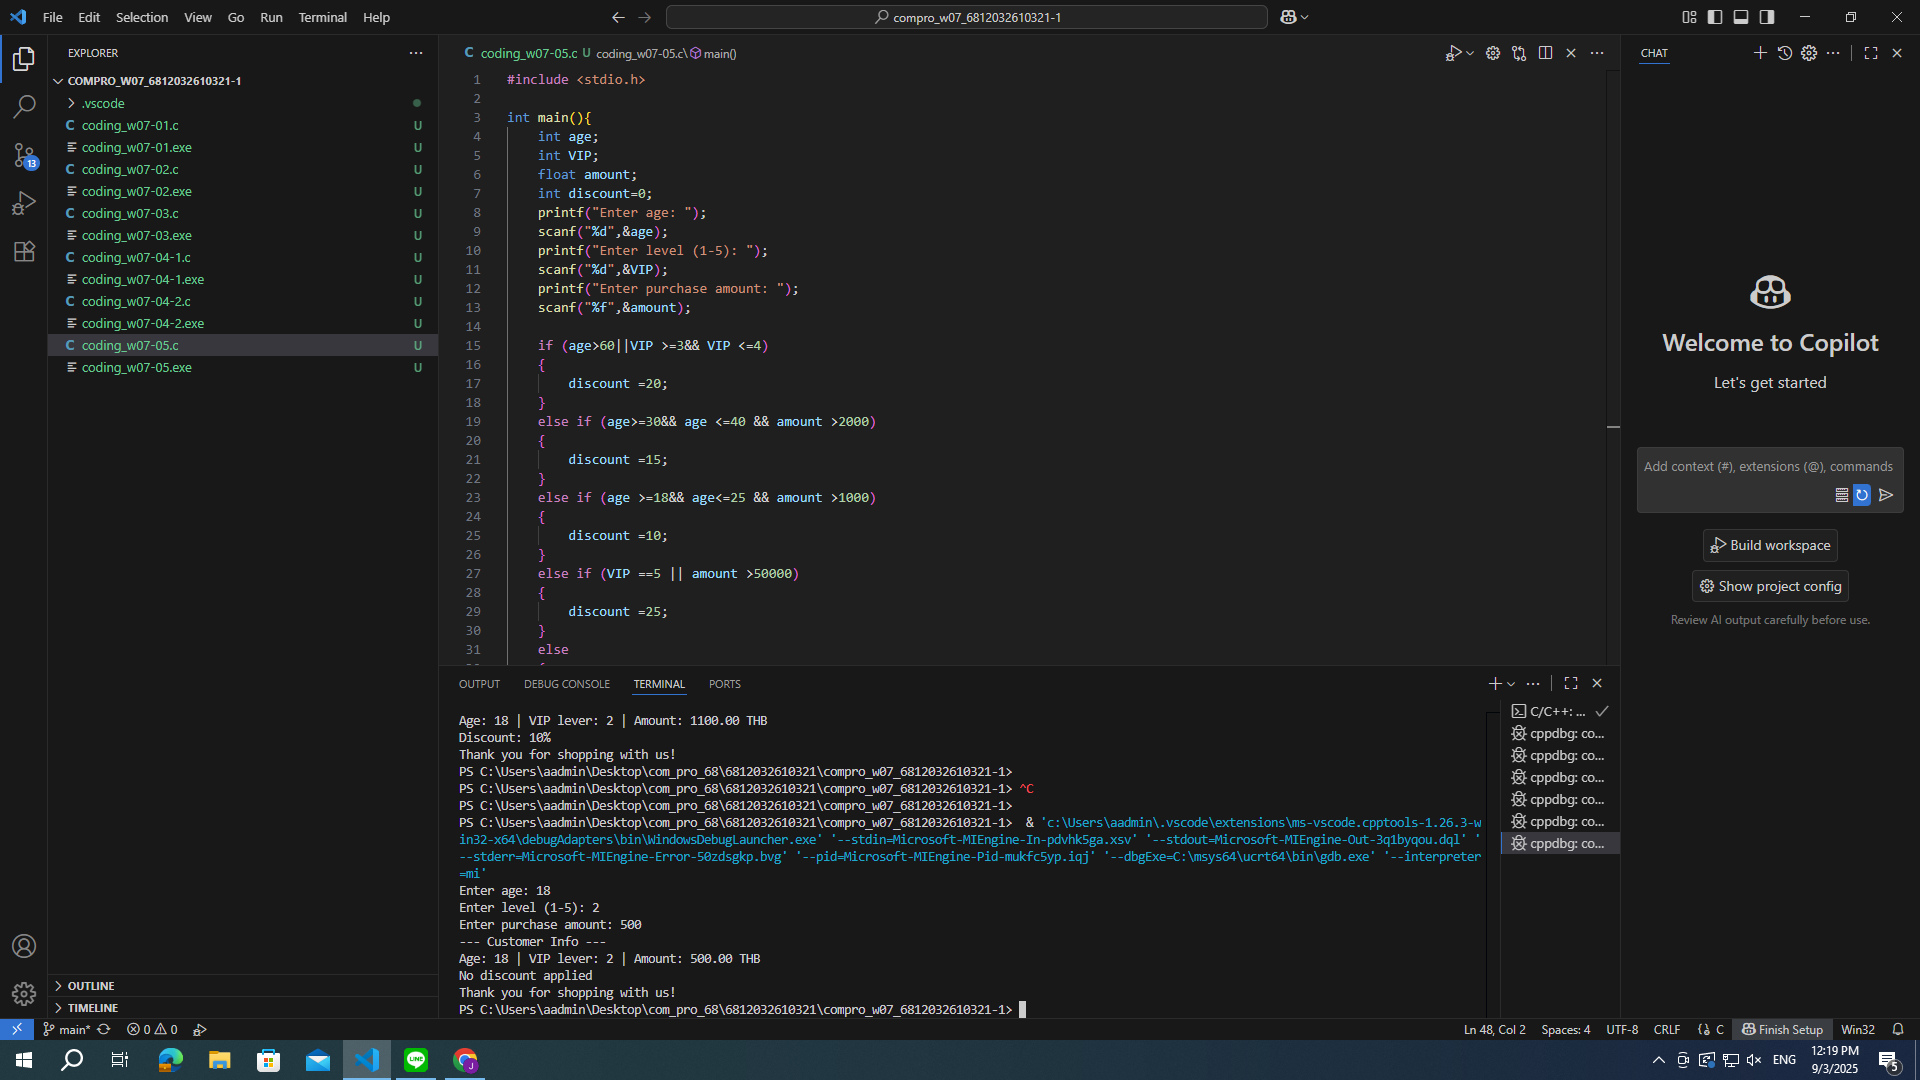 File Edit Selection View Go Run Terminal Help
compro_w07_6812032610321-1
EXPLORER
COMPRO_W07_6812032610321-1
.vscode
C coding_w07-01.c U
coding_w07-01.exe U
C coding_w07-02.c U
coding_w07-02.exe U
C coding_w07-03.c U
coding_w07-03.exe U
C coding_w07-04-1.c U
coding_w07-04-1.exe U
C coding_w07-04-2.c U
coding_w07-04-2.exe U
C coding_w07-05.c U
coding_w07-05.exe U
OUTLINE
TIMELINE
13
C coding_w07-05.c U coding_w07-05.c\ main()
1 #include <stdio.h>
2
3 int main(){
4 int age;
5 int VIP;
6 float amount;
7 int discount=0;
8 printf("Enter age: ");
9 scanf("%d",&age);
10 printf("Enter level (1-5): ");
11 scanf("%d",&VIP);
12 printf("Enter purchase amount: ");
13 scanf("%f",&amount);
14
15 if (age>60||VIP >=3&& VIP <=4)
16 {
17 discount =20;
18 }
19 else if (age>=30&& age <=40 && amount >2000)
20 {
21 discount =15;
22 }
23 else if (age >=18&& age<=25 && amount >1000)
24 {
25 discount =10;
26 }
27 else if (VIP ==5 || amount >50000)
28 {
29 discount =25;
30 }
31 else
OUTPUT DEBUG CONSOLE TERMINAL PORTS
Age: 18 | VIP lever: 2 | Amount: 1100.00 THB
Discount: 10%
Thank you for shopping with us!
PS C:\Users\aadmin\Desktop\com_pro_68\6812032610321\compro_w07_6812032610321-1>
PS C:\Users\aadmin\Desktop\com_pro_68\6812032610321\compro_w07_6812032610321-1> ^C
PS C:\Users\aadmin\Desktop\com_pro_68\6812032610321\compro_w07_6812032610321-1>
PS C:\Users\aadmin\Desktop\com_pro_68\6812032610321\compro_w07_6812032610321-1> & 'c:\Users\aadmin\.vscode\extensions\ms-vscode.cpptools-1.26.3-w
in32-x64\debugAdapters\bin\WindowsDebugLauncher.exe' '--stdin=Microsoft-MIEngine-In-pdvhk5ga.xsv' '--stdout=Microsoft-MIEngine-Out-3q1byqou.dql' '
--stderr=Microsoft-MIEngine-Error-50zdsgkp.bvg' '--pid=Microsoft-MIEngine-Pid-mukfc5yp.iqj' '--dbgExe=C:\msys64\ucrt64\bin\gdb.exe' '--interpreter
=mi'
Enter age: 18
Enter level (1-5): 2
Enter purchase amount: 500
--- Customer Info ---
Age: 18 | VIP lever: 2 | Amount: 500.00 THB
No discount applied
Thank you for shopping with us!
PS C:\Users\aadmin\Desktop\com_pro_68\6812032610321\compro_w07_6812032610321-1>
C/C++: ...
cppdbg: co...
cppdbg: co...
cppdbg: co...
cppdbg: co...
cppdbg: co...
cppdbg: co...
CHAT
Welcome to Copilot
Let's get started
Add context (#), extensions (@), commands
Build workspace
Show project config
Review AI output carefully before use.
main* 0 0
Ln 48, Col 2 Spaces: 4 UTF-8 CRLF C Finish Setup Win32
LINE
J
ENG
12:19 PM
9/3/2025
5